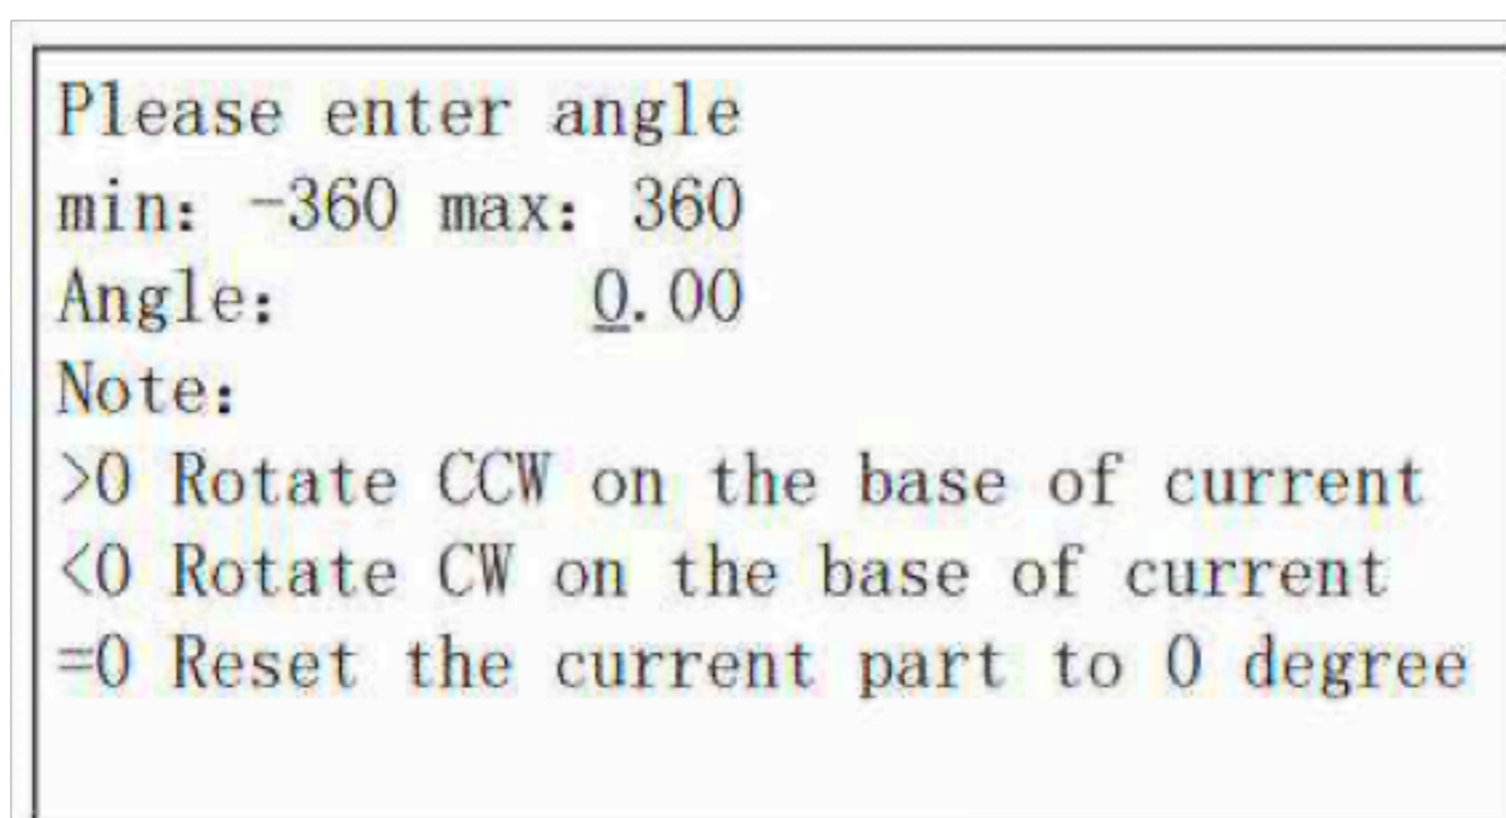 Please enter angle
min: -360 max: 360
Angle: 0.00
Note:
>0 Rotate CCW on the base of current
<0 Rotate CW on the base of current
=0 Reset the current part to 0 degree